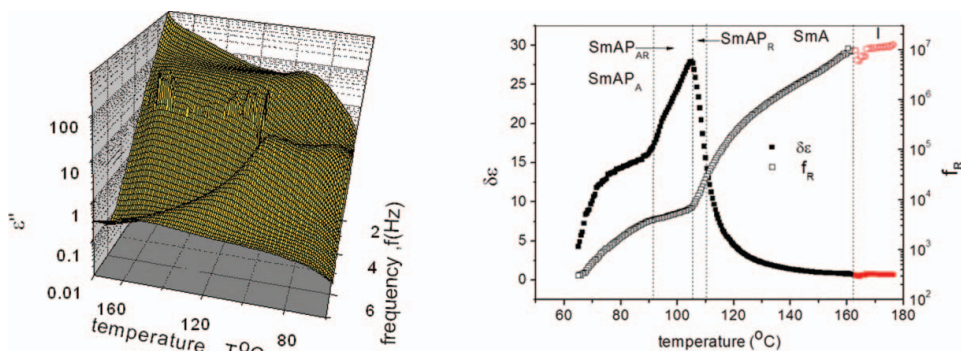 100
10
1
0.1
0.01
ε"
160
120
80
temperature
2
4
6
frequency ,f(Hz)
30
25
20
15
10
5
0
δε
SmAP_AR
SmAP_A
SmAP_R
SmA
I
δε
f_R
10^7
10^6
10^5
10^4
10^3
10^2
f_R
60
80
100
120
140
160
180
temperature (°C)